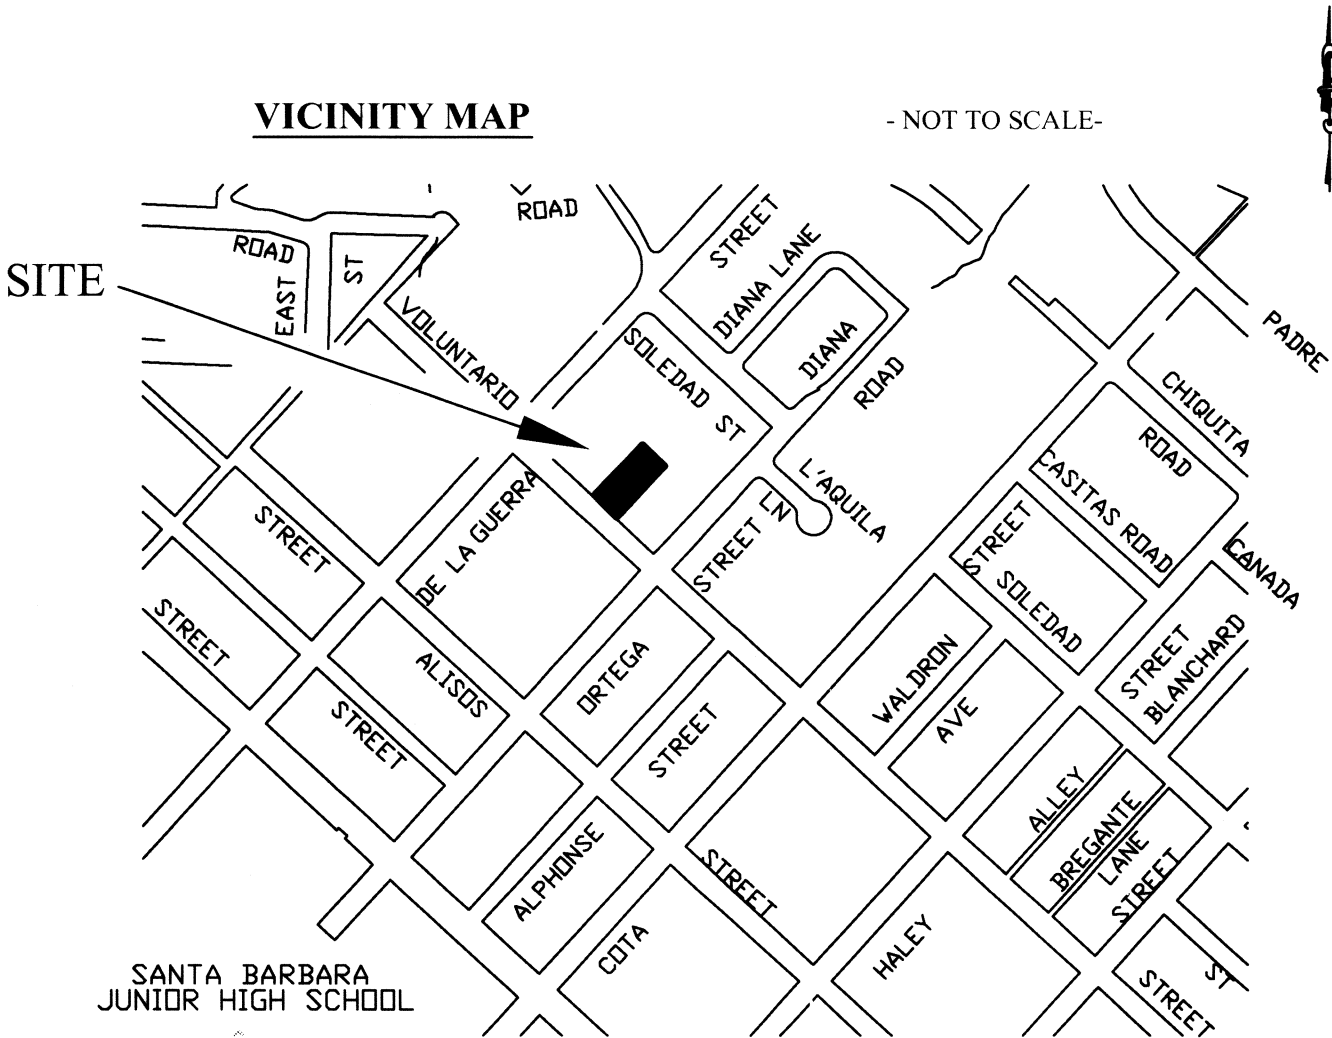 VICINITY MAP
- NOT TO SCALE-
ROAD
STREET
DIANA LANE
ROAD
EAST
ST
SITE
VOLUNTARIO
SOLEDAD ST
DIANA
ROAD
PADRE
CHIQUITA
ROAD
CASITAS ROAD
L'AQUILA
LN
STREET
DE LA GUERRA
STREET
STREET
CANADA
SOLEDAD
STREET
ALISOS
STREET
ORTEGA
STREET
WALDRON
AVE
STREET
BLANCHARD
ALLEY
BREGANTE
LANE
STREET
ALPHONSE
STREET
COTA
HALEY
ST
STREET
SANTA BARBARA
JUNIOR HIGH SCHOOL